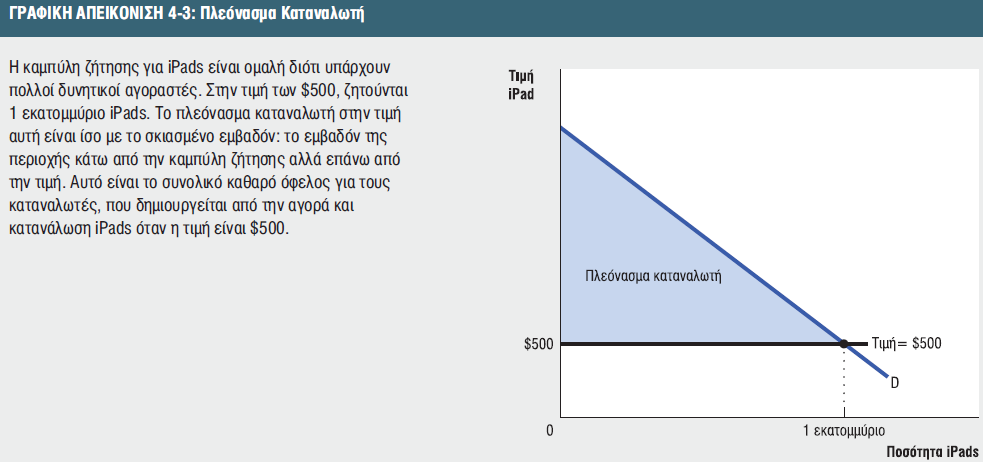 ΓΡΑΦΙΚΗ ΑΠΕΙΚΟΝΙΣΗ 4-3: Πλεόνασμα Καταναλωτή
Η καμπύλη ζήτησης για iPads είναι ομαλή διότι υπάρχουν
πολλοί δυνητικοί αγοραστές. Στην τιμή των $500, ζητούνται
1 εκατομμύριο iPads. Το πλεόνασμα καταναλωτή στην τιμή
αυτή είναι ίσο με το σκιασμένο εμβαδόν: το εμβαδόν της
περιοχής κάτω από την καμπύλη ζήτησης αλλά επάνω από
την τιμή. Αυτό είναι το συνολικό καθαρό όφελος για τους
καταναλωτές, που δημιουργείται από την αγορά και
κατανάλωση iPads όταν η τιμή είναι $500.
Τιμή
iPad
Πλεόνασμα καταναλωτή
$500
Τιμή= $500
D
0
1 εκατομμύριο
Ποσότητα iPads